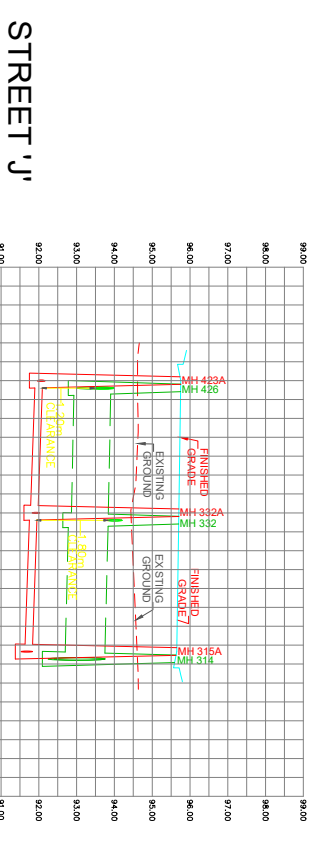 STREET 'J'
99.00
98.00
97.00
96.00
95.00
94.00
93.00
92.00
91.00
MH 423A
MH 426
FINISHED
GRADE
EXISTING
GROUND
CLEARANCE
MH 332A
MH 332
FINISHED
GRADE
EXISTING
GROUND
CLEARANCE
MH 315A
MH 314
99.00
98.00
97.00
96.00
95.00
94.00
93.00
92.00
91.00